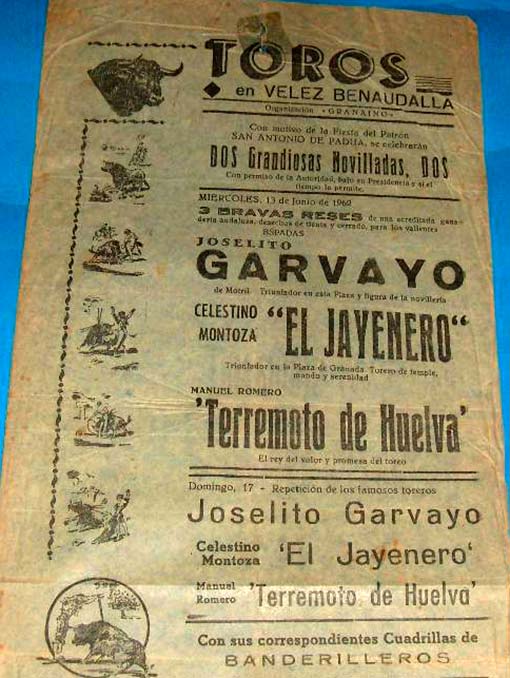 TOROS
en VELEZ BENAUDALLA
Organización «GRANAINO»
Con motivo de la Fiesta del Patrón
SAN ANTONIO DE PADUA, se celebrarán
DOS Grandiosas Novilladas, DOS
Con permiso de la Autoridad, bajo su Presidencia y si el
tiempo lo permite.
MIERCOLES, 13 de Junio de 1962
3 BRAVAS RESES de una acreditada gana-
dería andaluza, desechos de tienta y cerrado, para los valientes
ESPADAS
JOSELITO
GARVAYO
de Motril. Triunfador en esta Plaza y figura de la novillería
CELESTINO
MONTOZA
"EL JAYENERO"
Triunfador en la Plaza de Granada. Torero de temple,
mando y serenidad
MANUEL ROMERO
'Terremoto de Huelva'
El rey del valor y promesa del toreo
Domingo, 17 - Repetición de los famosos toreros
Joselito Garvayo
Celestino
Montoza
'El Jayenero'
Manuel
Romero
'Terremoto de Huelva'
Con sus correspondientes Cuadrillas de
BANDERILLEROS